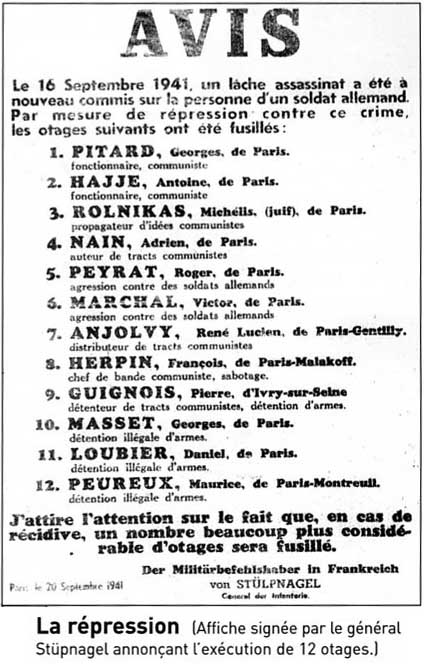 AVIS
Le 16 Septembre 1941, un lâche assassinat a été à
nouveau commis sur la personne d'un soldat allemand.
Par mesure de répression contre ce crime,
les otages suivants ont été fusillés :
1. PITARD, Georges, de Paris.
fonctionnaire, communiste
2. HAJJE, Antoine, de Paris.
fonctionnaire, communiste
3. ROLNIKAS, Michélis, (juif), de Paris.
propagateur d'idées communistes
4. NAIN, Adrien, de Paris.
auteur de tracts communistes
5. PEYRAT, Roger, de Paris.
agression contre des soldats allemands
6. MARCHAL, Victor, de Paris.
agression contre des soldats allemands
7. ANJOLVY, René Lucien, de Paris-Gentilly.
distributeur de tracts communistes
8. HERPIN, François, de Paris-Malakoff.
chef de bande communiste, sabotage.
9. GUIGNOIS, Pierre, d'Ivry-sur-Seine
détenteur de tracts communistes, détention d'armes.
10. MASSET, Georges, de Paris.
détention illégale d'armes.
11. LOUBIER, Daniel, de Paris.
détention illégale d'armes.
12. PEUREUX, Maurice, de Paris-Montreuil.
détention illégale d'armes.
J'attire l'attention sur le fait que, en cas de
récidive, un nombre beaucoup plus considé-
rable d'otages sera fusillé.
Der Militärbefehlshaber in Frankreich
von STÜLPNAGEL
General der Infanterie.
Paris le 20 Septembre 1941
La répression (Affiche signée par le général
Stüpnagel annonçant l'exécution de 12 otages.)